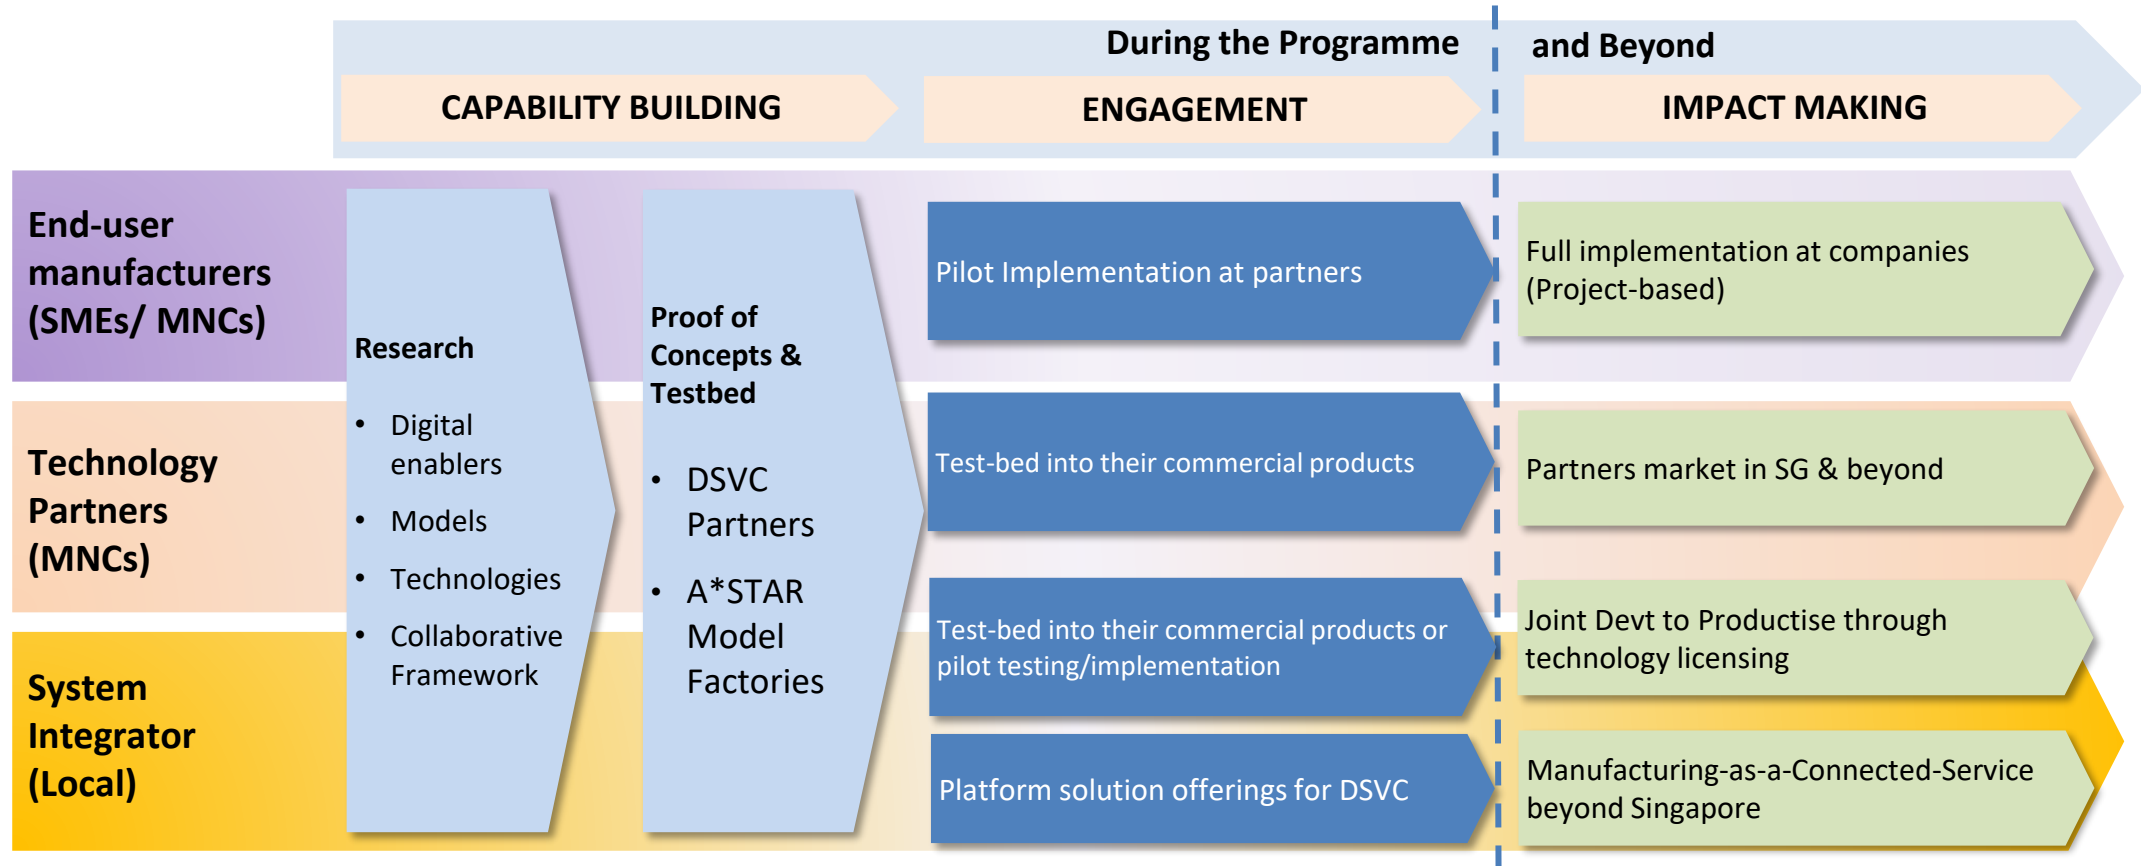 During the Programme
and Beyond
CAPABILITY BUILDING
ENGAGEMENT
IMPACT MAKING
End-user
manufacturers
(SMEs/ MNCs)
Technology
Partners
(MNCs)
System
Integrator
(Local)
Research
• Digital
enablers
• Models
• Technologies
• Collaborative
Framework
Proof of
Concepts &
Testbed
• DSVC
Partners
• A*STAR
Model
Factories
Pilot Implementation at partners
Full implementation at companies
(Project-based)
Test-bed into their commercial products
Partners market in SG & beyond
Test-bed into their commercial products or
pilot testing/implementation
Joint Devt to Productise through
technology licensing
Platform solution offerings for DSVC
Manufacturing-as-a-Connected-Service
beyond Singapore